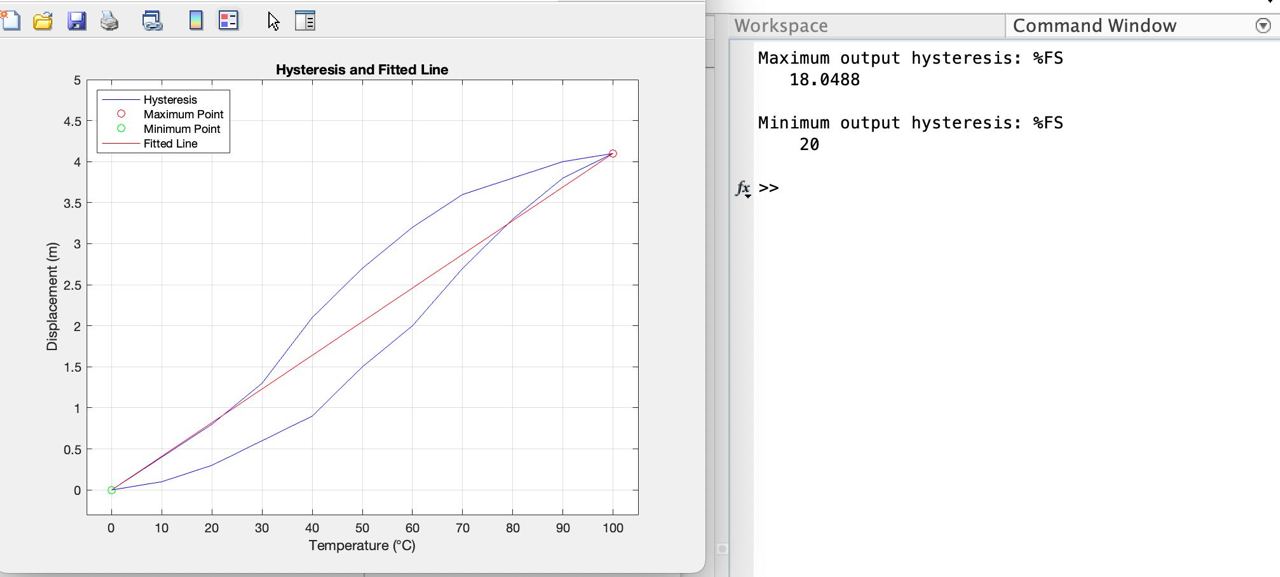 Hysteresis and Fitted Line
5
4.5
4
3.5
3
2.5
2
1.5
1
0.5
0
Displacement (m)
Hysteresis
Maximum Point
Minimum Point
Fitted Line
0 10 20 30 40 50 60 70 80 90 100
Temperature (°C)
Workspace
Command Window
Maximum output hysteresis: %FS
18.0488
Minimum output hysteresis: %FS
20
fx >>